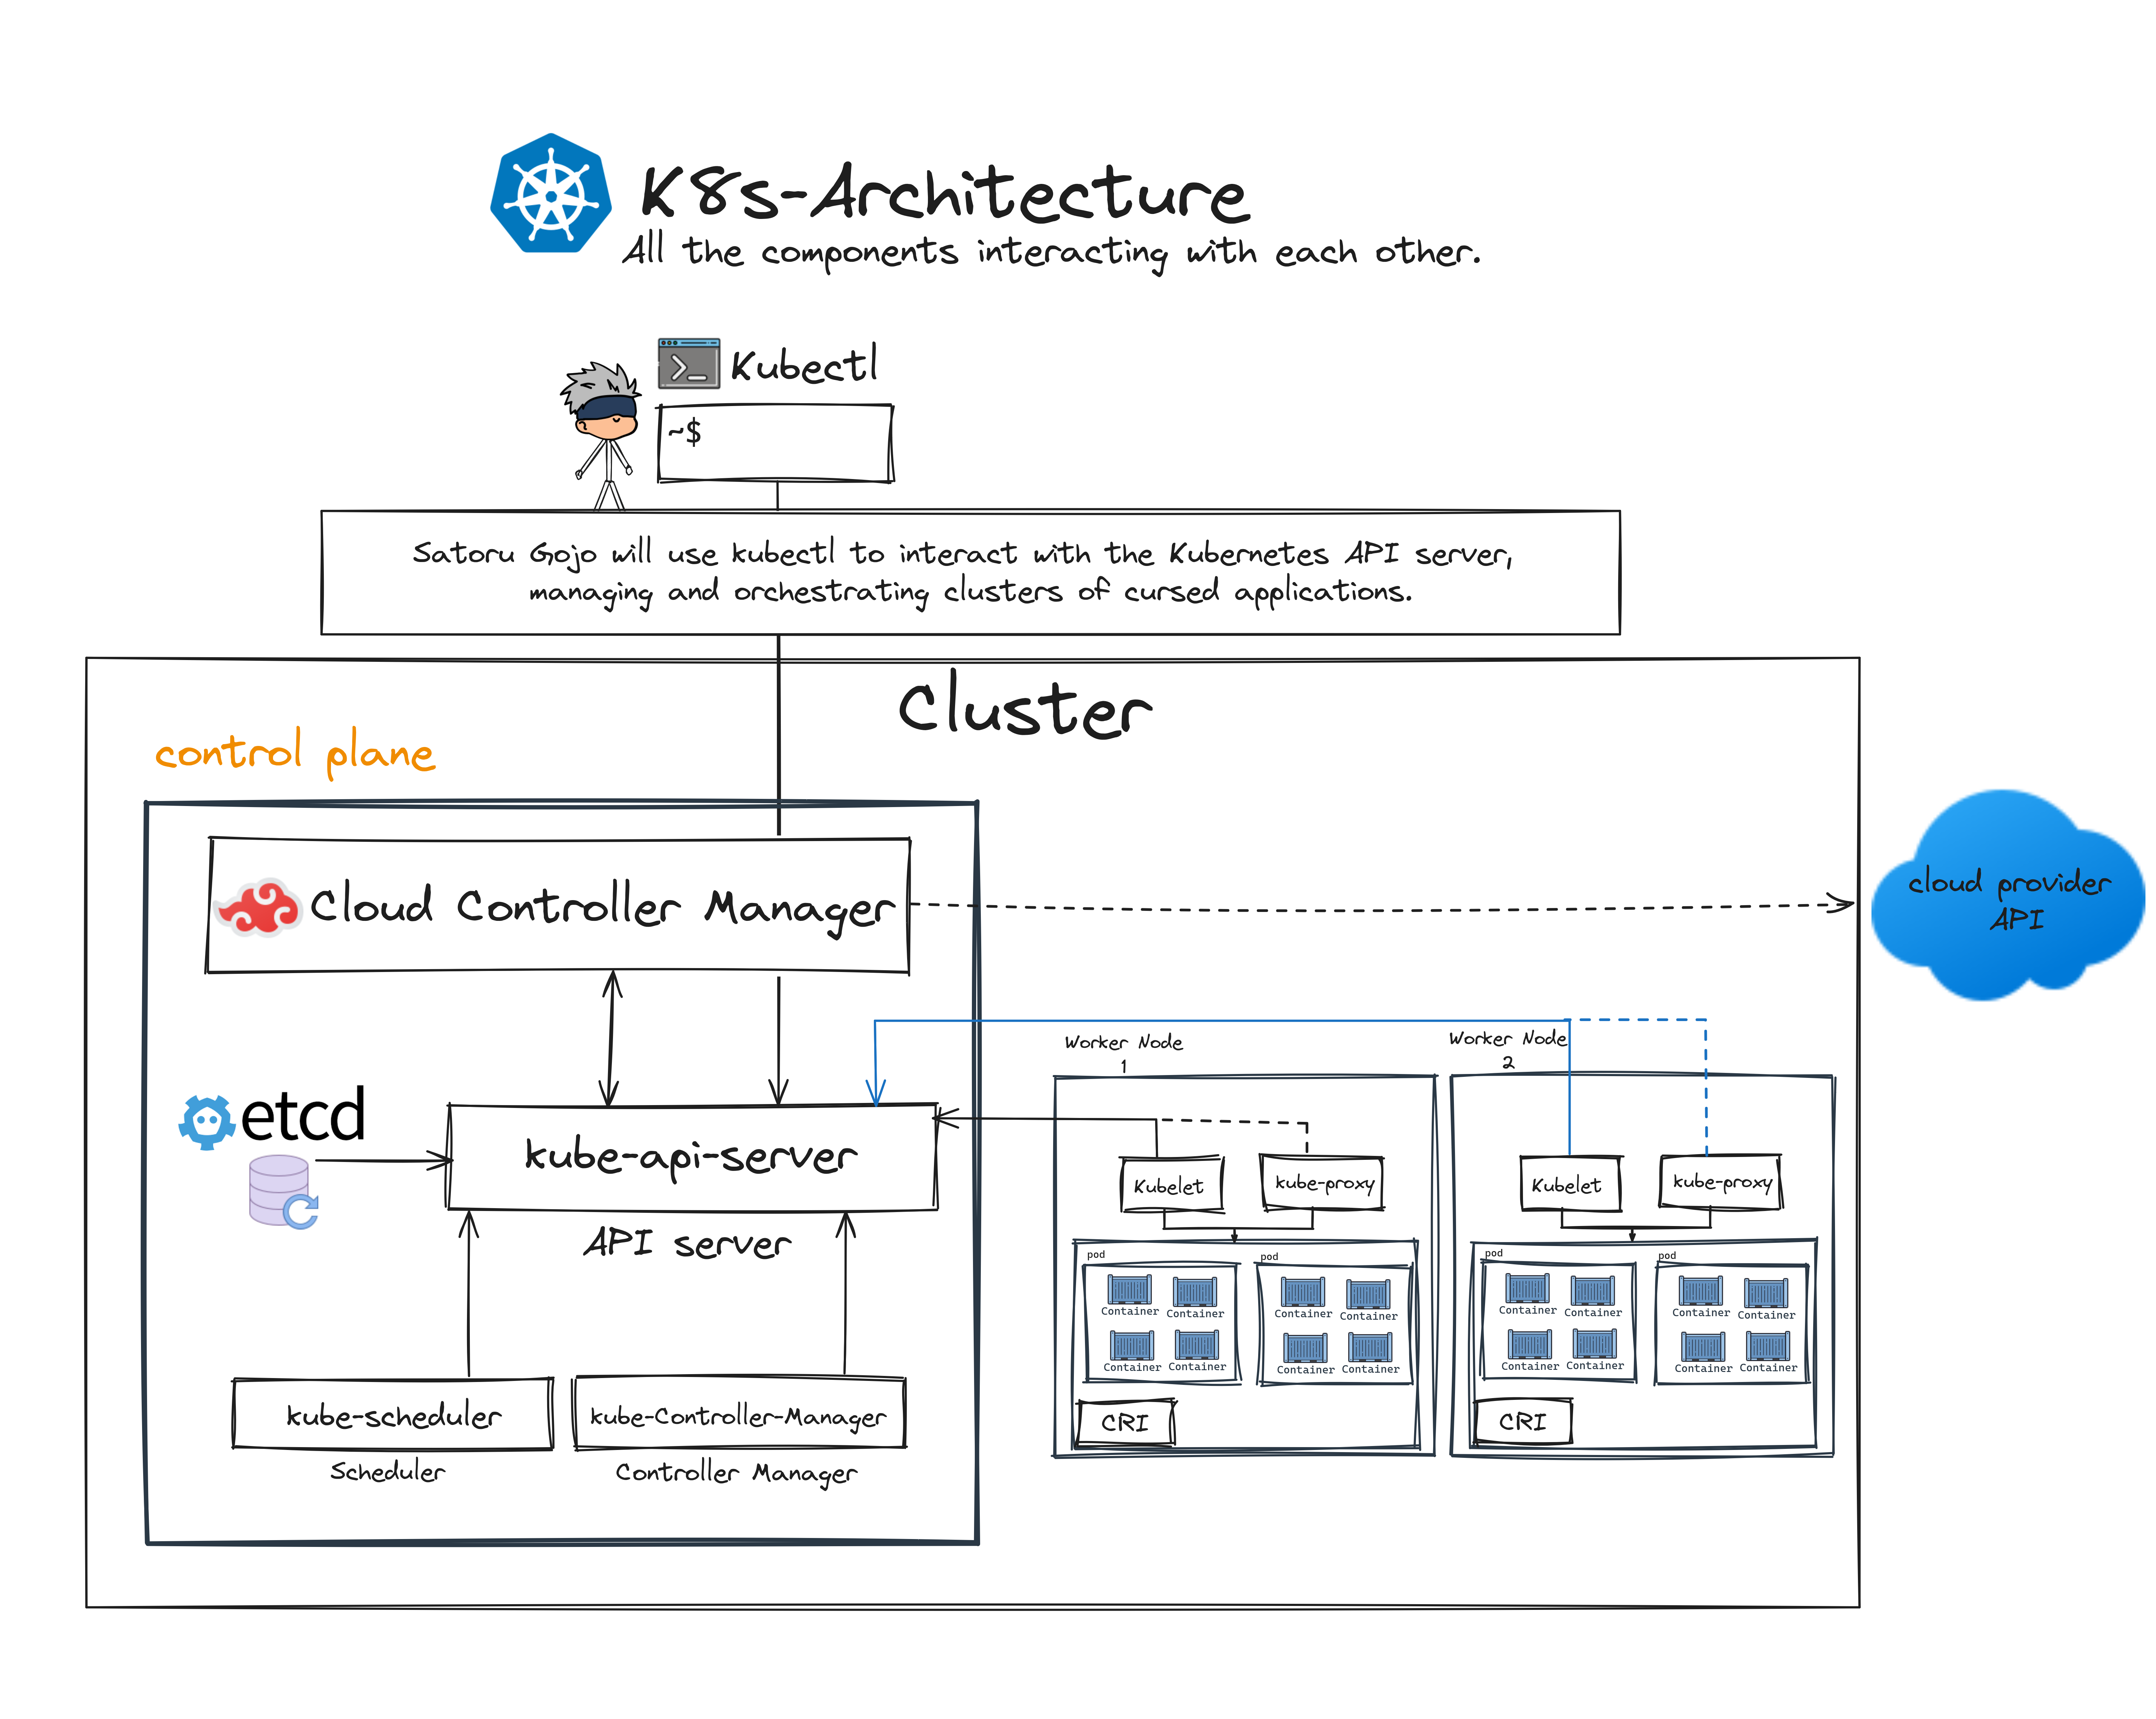 K8s-Architecture
All the components interacting with each other.
Kubectl
~$
Satoru Gojo will use kubectl to interact with the Kubernetes API server,
managing and orchestrating clusters of cursed applications.
Cluster
control plane
Cloud Controller Manager
cloud provider
API
etcd
kube-api-server
API server
kube-scheduler
Scheduler
kube-Controller-Manager
Controller Manager
Worker Node
1
Kubelet
kube-proxy
pod
Container
Container
Container
Container
pod
Container
Container
Container
Container
CRI
Worker Node
2
Kubelet
kube-proxy
pod
Container
Container
Container
Container
pod
Container
Container
Container
Container
CRI